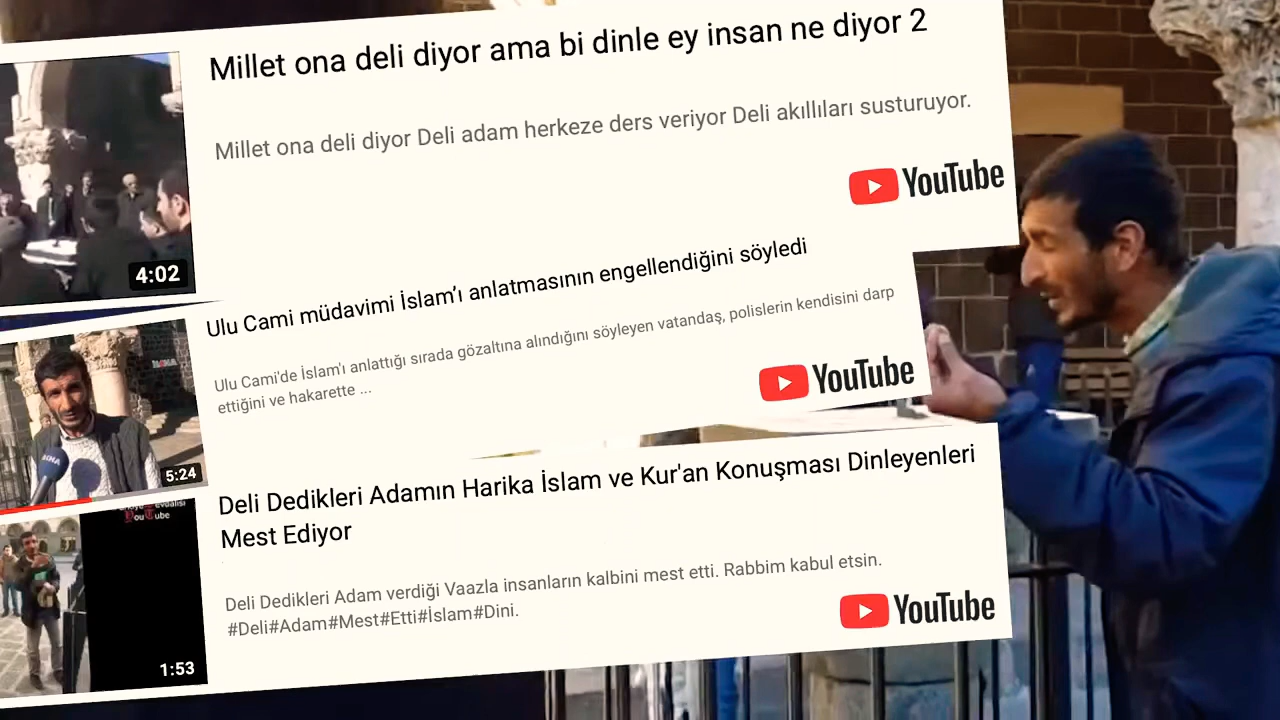 Millet ona deli diyor ama bi dinle ey insan ne diyor 2
Millet ona deli diyor Deli adam herkeze ders veriyor Deli akıllıları susturuyor.
YouTube
4:02
Ulu Cami müdavimi İslam'ı anlatmasının engellendiğini söyledi
Ulu Cami'de İslam'ı anlattığı sırada gözaltına alındığını söyleyen vatandaş, polislerin kendisini darp
ettiğini ve hakarette ...
YouTube
5:24
Deli Dedikleri Adamın Harika İslam ve Kur'an Konuşması Dinleyenleri
Mest Ediyor
Deli Dedikleri Adam verdiği Vaazla insanların kalbini mest etti. Rabbim kabul etsin.
#Deli#Adam#Mest#Etti#İslam#Dini.
YouTube
YouTube
1:53